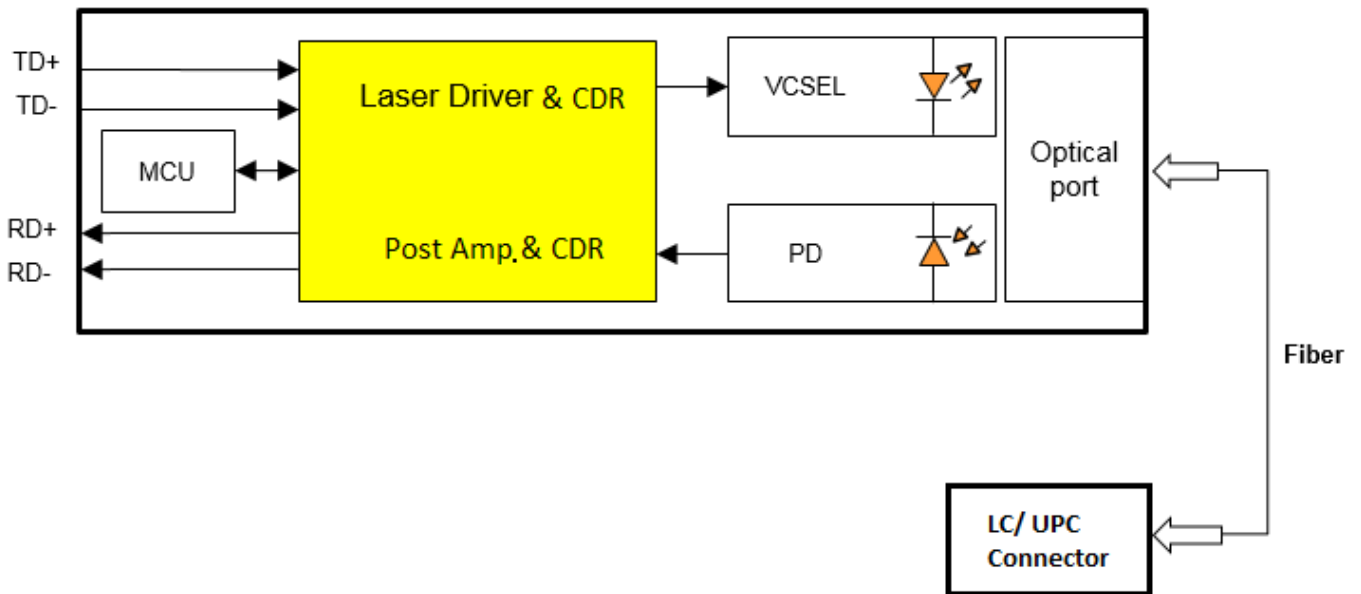 TD+
TD-
Laser Driver & CDR
VCSEL
MCU
Optical
port
RD+
RD-
Post Amp. & CDR
PD
Fiber
LC/ UPC
Connector